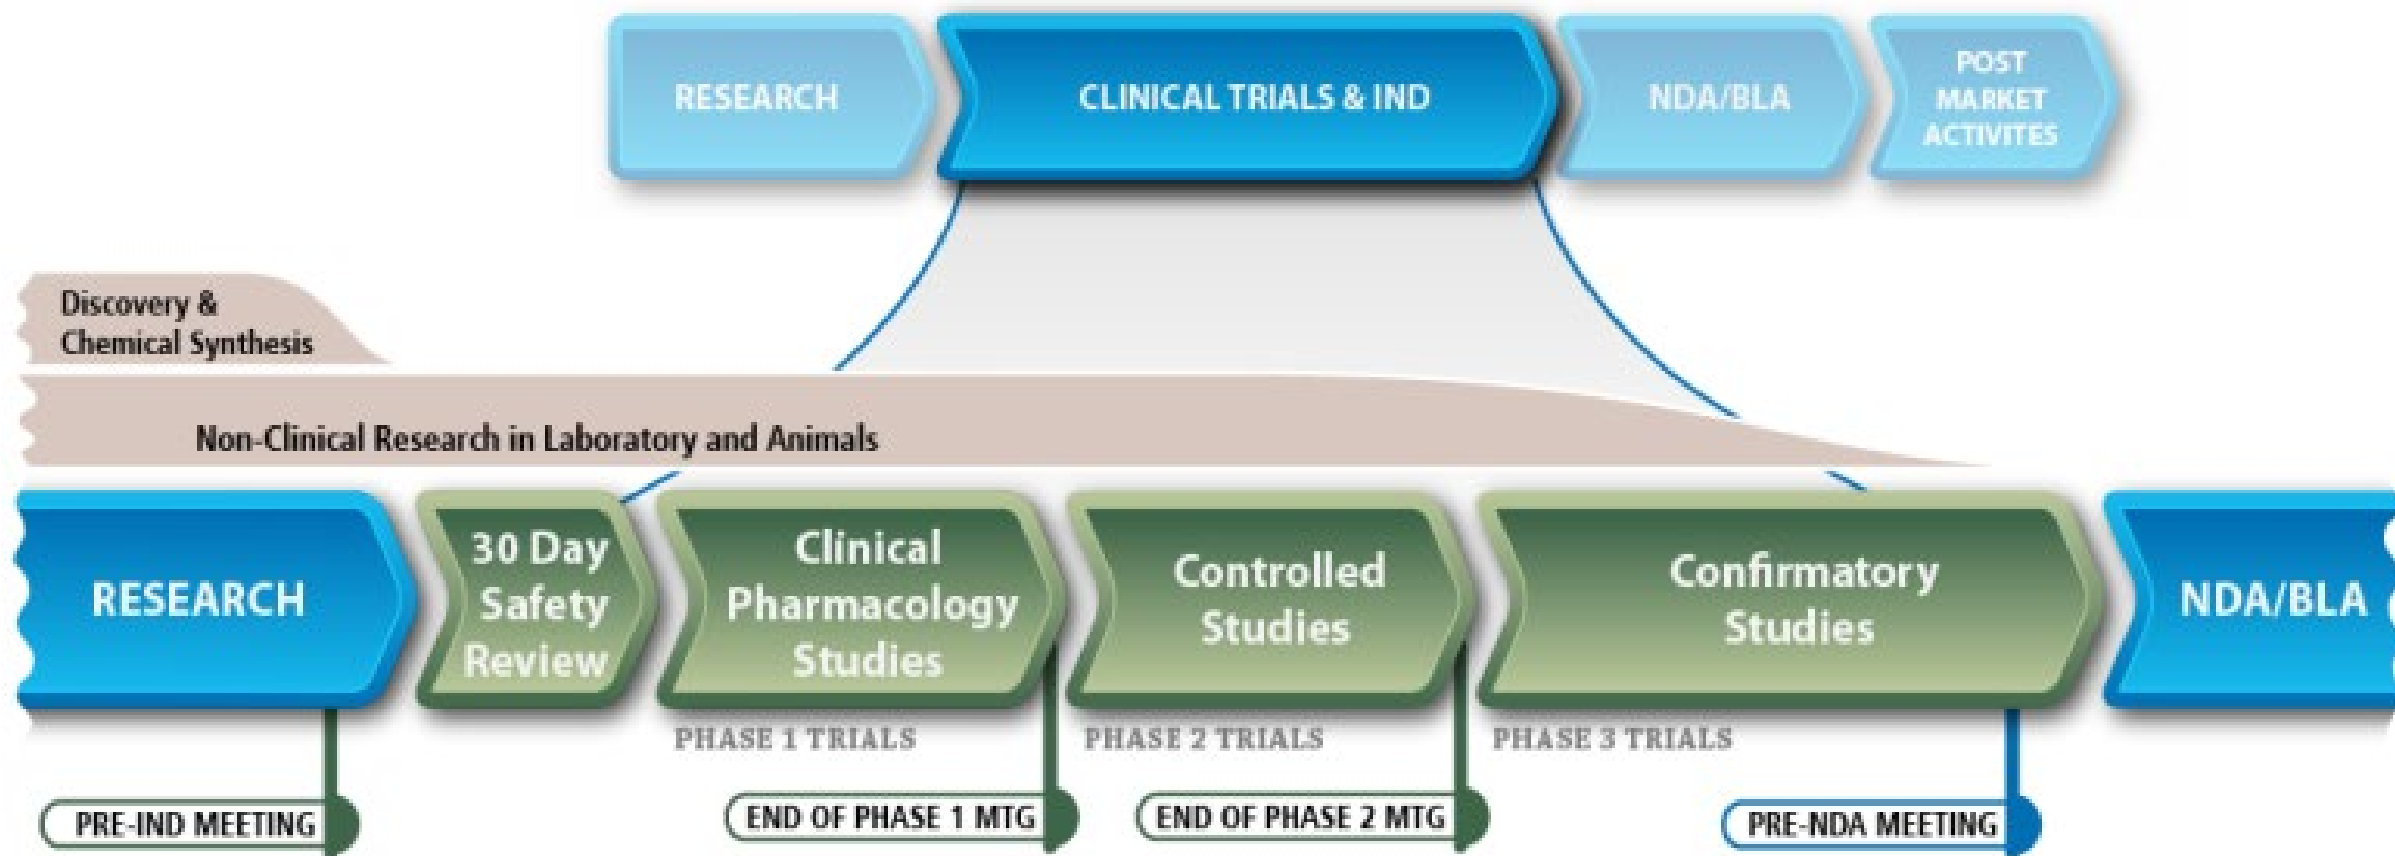 RESEARCH
CLINICAL TRIALS & IND
NDA/BLA
POST
MARKET
ACTIVITES
Discovery &
Chemical Synthesis
Non-Clinical Research in Laboratory and Animals
RESEARCH
30 Day
Safety
Review
Clinical
Pharmacology
Studies
Controlled
Studies
Confirmatory
Studies
NDA/BLA
PHASE 1 TRIALS
PHASE 2 TRIALS
PHASE 3 TRIALS
PRE-IND MEETING
END OF PHASE 1 MTG
END OF PHASE 2 MTG
PRE-NDA MEETING